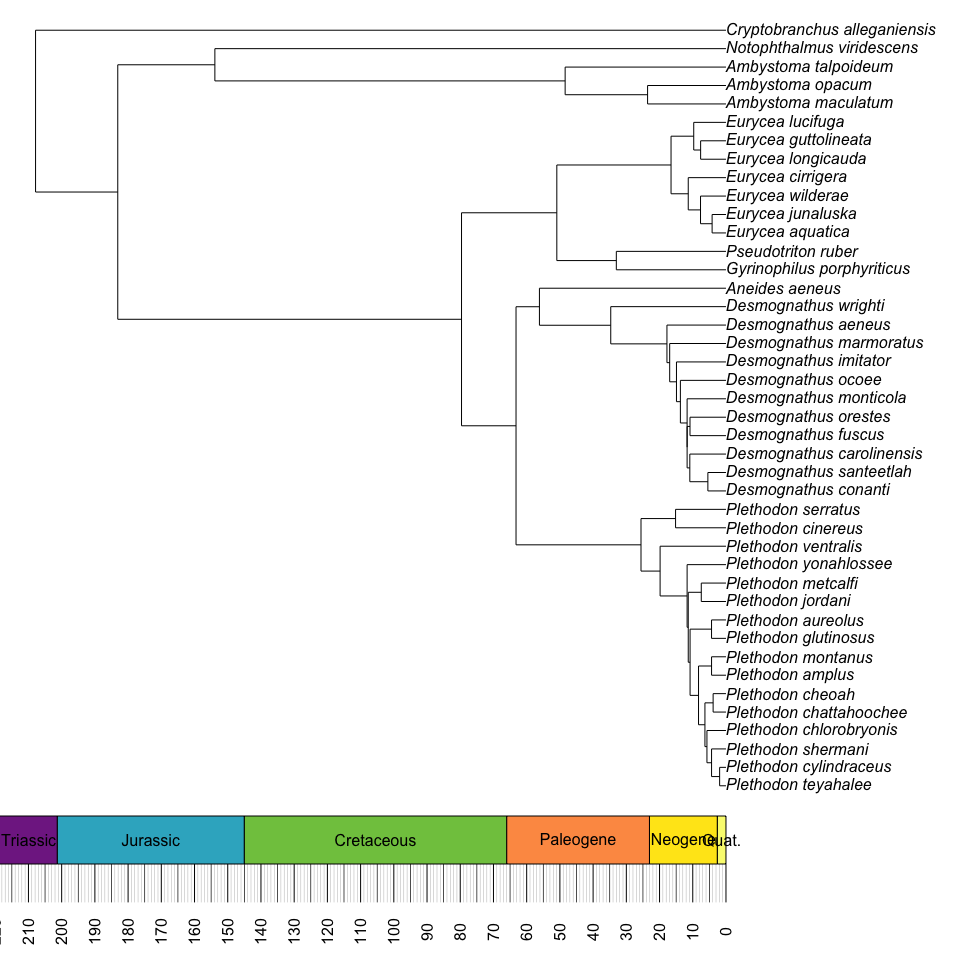 Cryptobranchus alleganiensis
Notophthalmus viridescens
Ambystoma talpoideum
Ambystoma opacum
Ambystoma maculatum
Eurycea lucifuga
Eurycea guttolineata
Eurycea longicauda
Eurycea cirrigera
Eurycea wilderae
Eurycea junaluska
Eurycea aquatica
Pseudotriton ruber
Gyrinophilus porphyriticus
Aneides aeneus
Desmognathus wrighti
Desmognathus aeneus
Desmognathus marmoratus
Desmognathus imitator
Desmognathus ocoee
Desmognathus monticola
Desmognathus orestes
Desmognathus fuscus
Desmognathus carolinensis
Desmognathus santeetlah
Desmognathus conanti
Plethodon serratus
Plethodon cinereus
Plethodon ventralis
Plethodon yonahlossee
Plethodon metcalfi
Plethodon jordani
Plethodon aureolus
Plethodon glutinosus
Plethodon montanus
Plethodon amplus
Plethodon cheoah
Plethodon chattahoochee
Plethodon chlorobryonis
Plethodon shermani
Plethodon cylindraceus
Plethodon teyahalee
Triassic Jurassic Cretaceous Paleogene Neogene Quat.
210 200 190 180 170 160 150 140 130 120 110 100 90 80 70 60 50 40 30 20 10 0